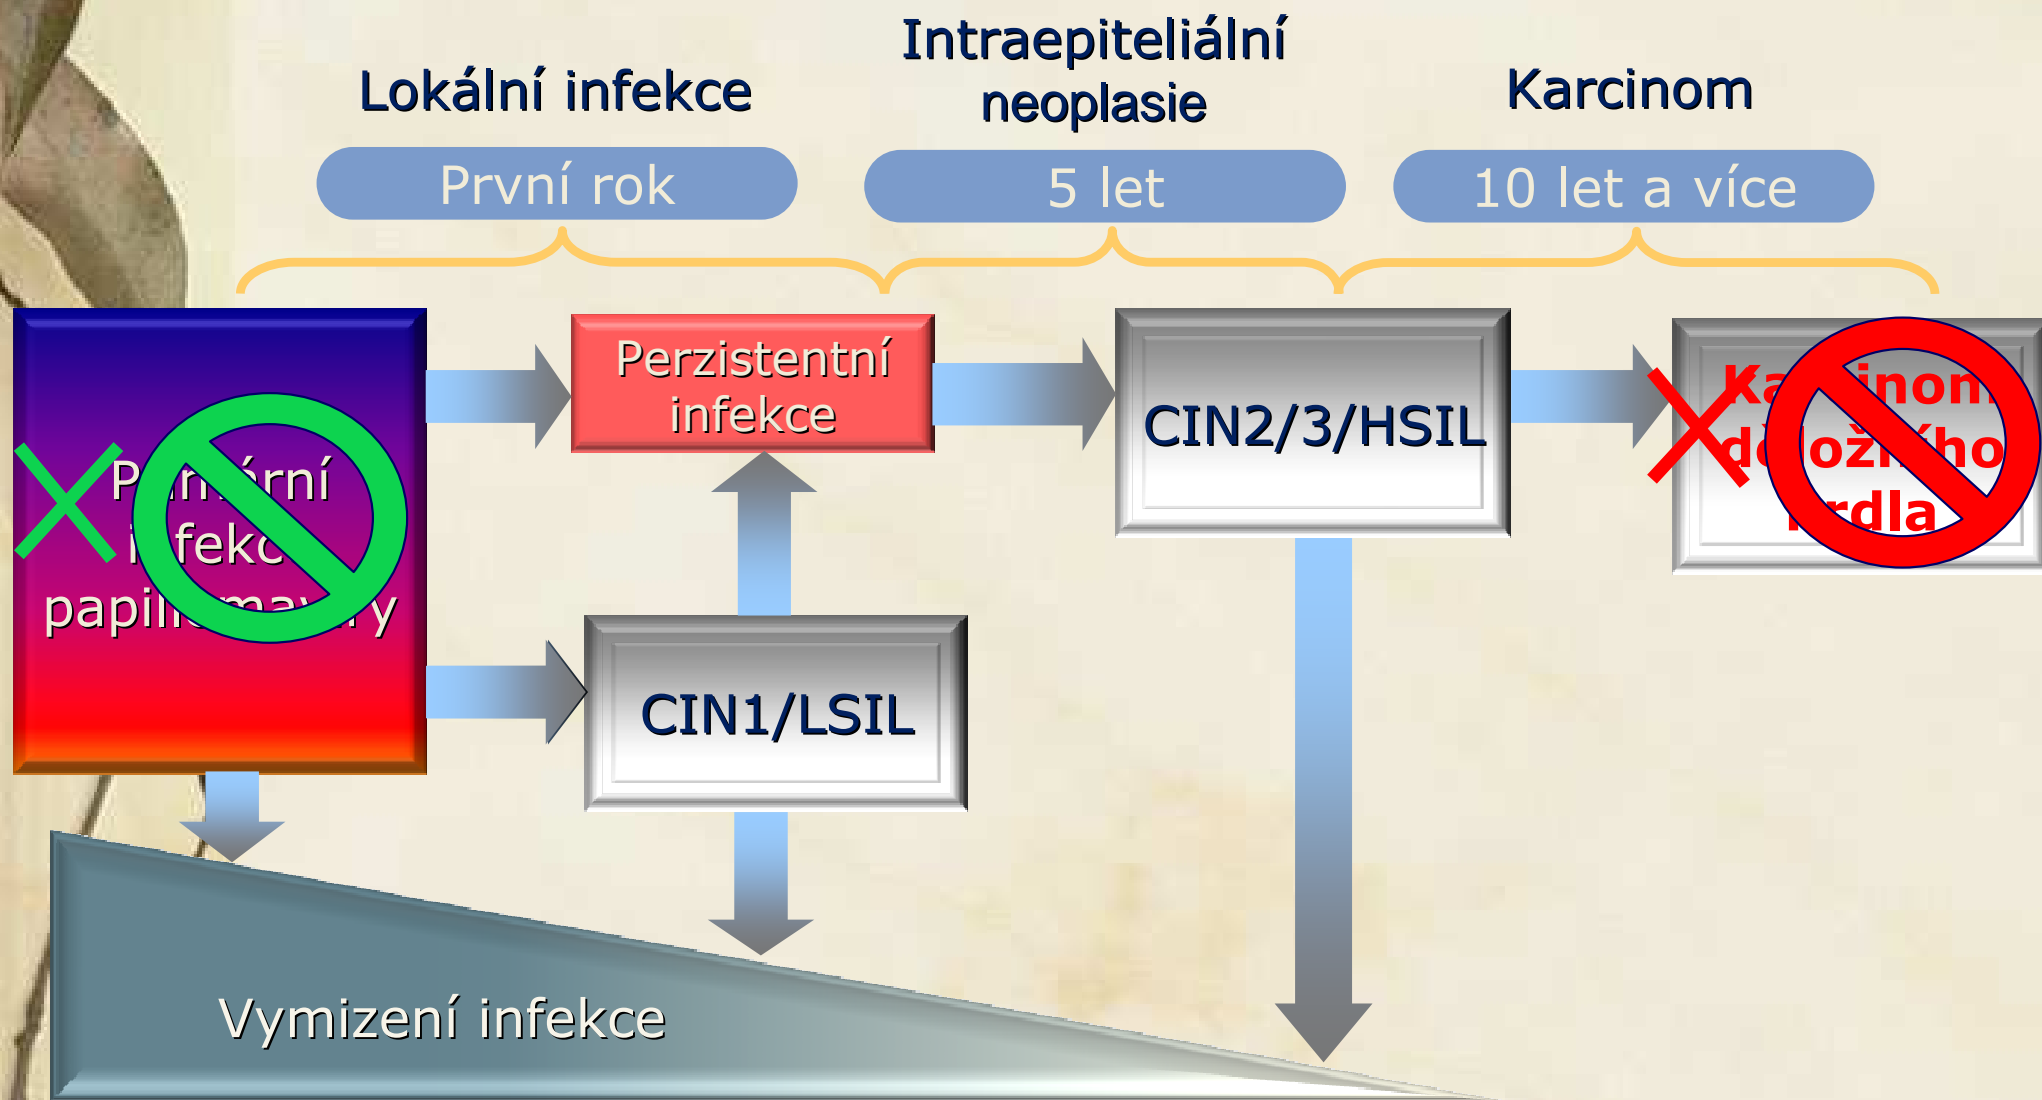 Lokální infekce
Intraepiteliální
neoplasie
Karcinom
První rok
5 let
10 let a více
Perzistentní
infekce
CIN2/3/HSIL
děložního
CIN1/LSIL
Vymizení infekce